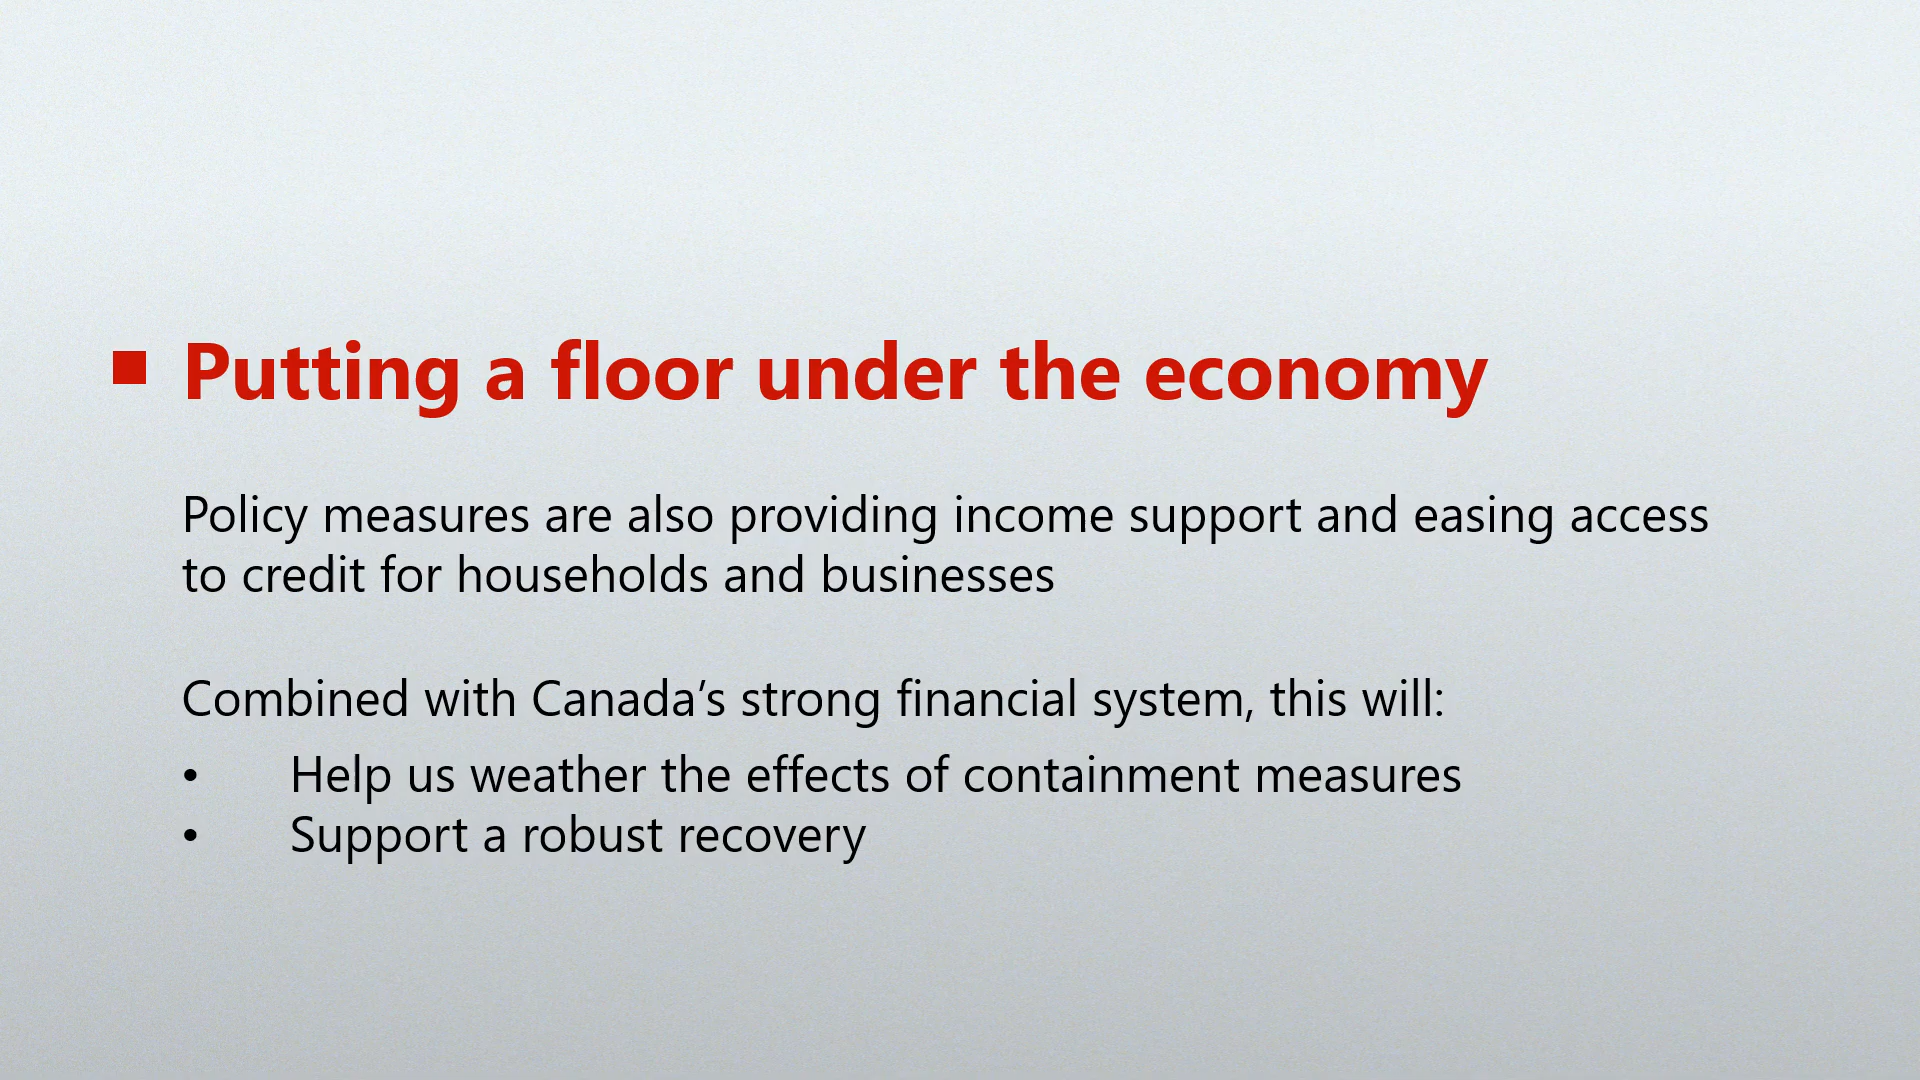 Putting a floor under the economy
Policy measures are also providing income support and easing access
to credit for households and businesses
Combined with Canada’s strong financial system, this will:
• Help us weather the effects of containment measures
• Support a robust recovery